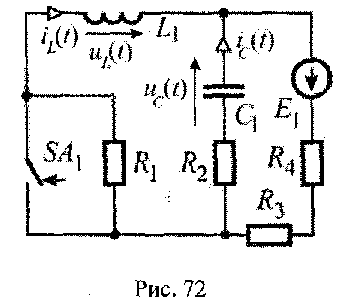 i_L(t) L_1 i_C(t)
u_L(t)
u_C(t) C_1 E_1
SA_1 R_1 R_2 R_4
R_3
Рис. 72